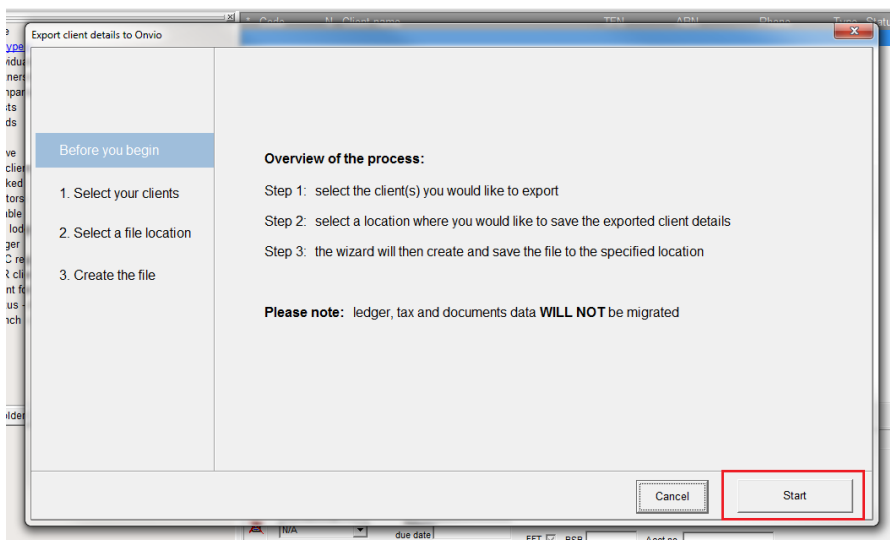 Code N Client name TFN ABN Phone Type
Export client details to Onvio
sts
ds
Before you begin
1. Select your clients
2. Select a file location
3. Create the file
Overview of the process:
Step 1: select the client(s) you would like to export
Step 2: select a location where you would like to save the exported client details
Step 3: the wizard will then create and save the file to the specified location
Please note: ledger, tax and documents data WILL NOT be migrated
Cancel
Start
N/A
due date
EFT BSB Acct no